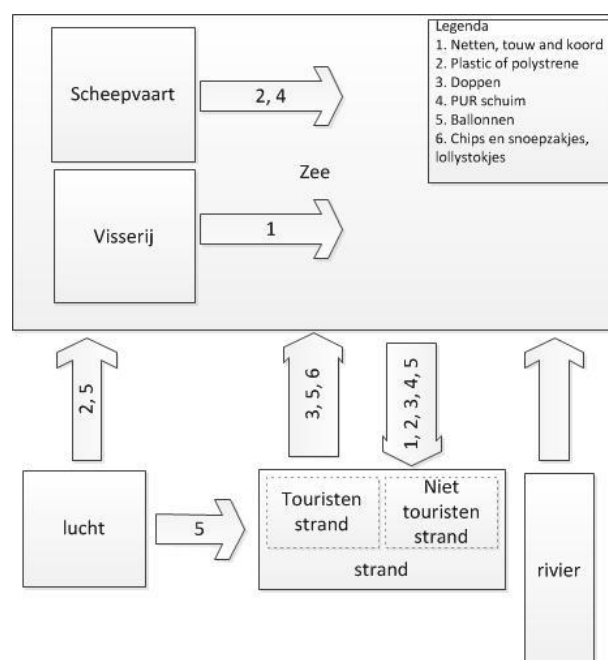 Legenda
1. Netten, touw and koord
2. Plastic of polystrene
3. Doppen
4. PUR schuim
5. Ballonnen
6. Chips en snoepzakjes,
lollystokjes
Scheepvaart
2, 4
Zee
Visserij
1
2, 5
3, 5, 6
1, 2, 3, 4, 5
lucht
5
Touristen
strand
Niet
touristen
strand
strand
rivier